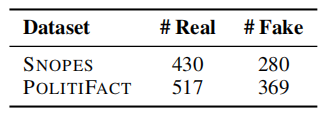 Dataset # Real # Fake
SNOPES 430 280
POLITIFACT 517 369